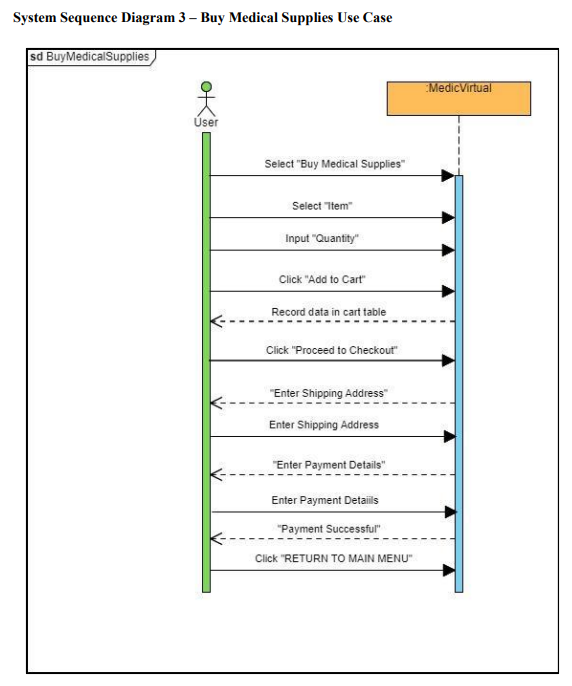 System Sequence Diagram 3 – Buy Medical Supplies Use Case
sd BuyMedicalSupplies
:MedicVirtual
User
Select "Buy Medical Supplies"
Select "Item"
Input "Quantity"
Click "Add to Cart"
Record data in cart table
Click "Proceed to Checkout"
"Enter Shipping Address"
Enter Shipping Address
"Enter Payment Details"
Enter Payment Detaiils
"Payment Successful"
Click "RETURN TO MAIN MENU"